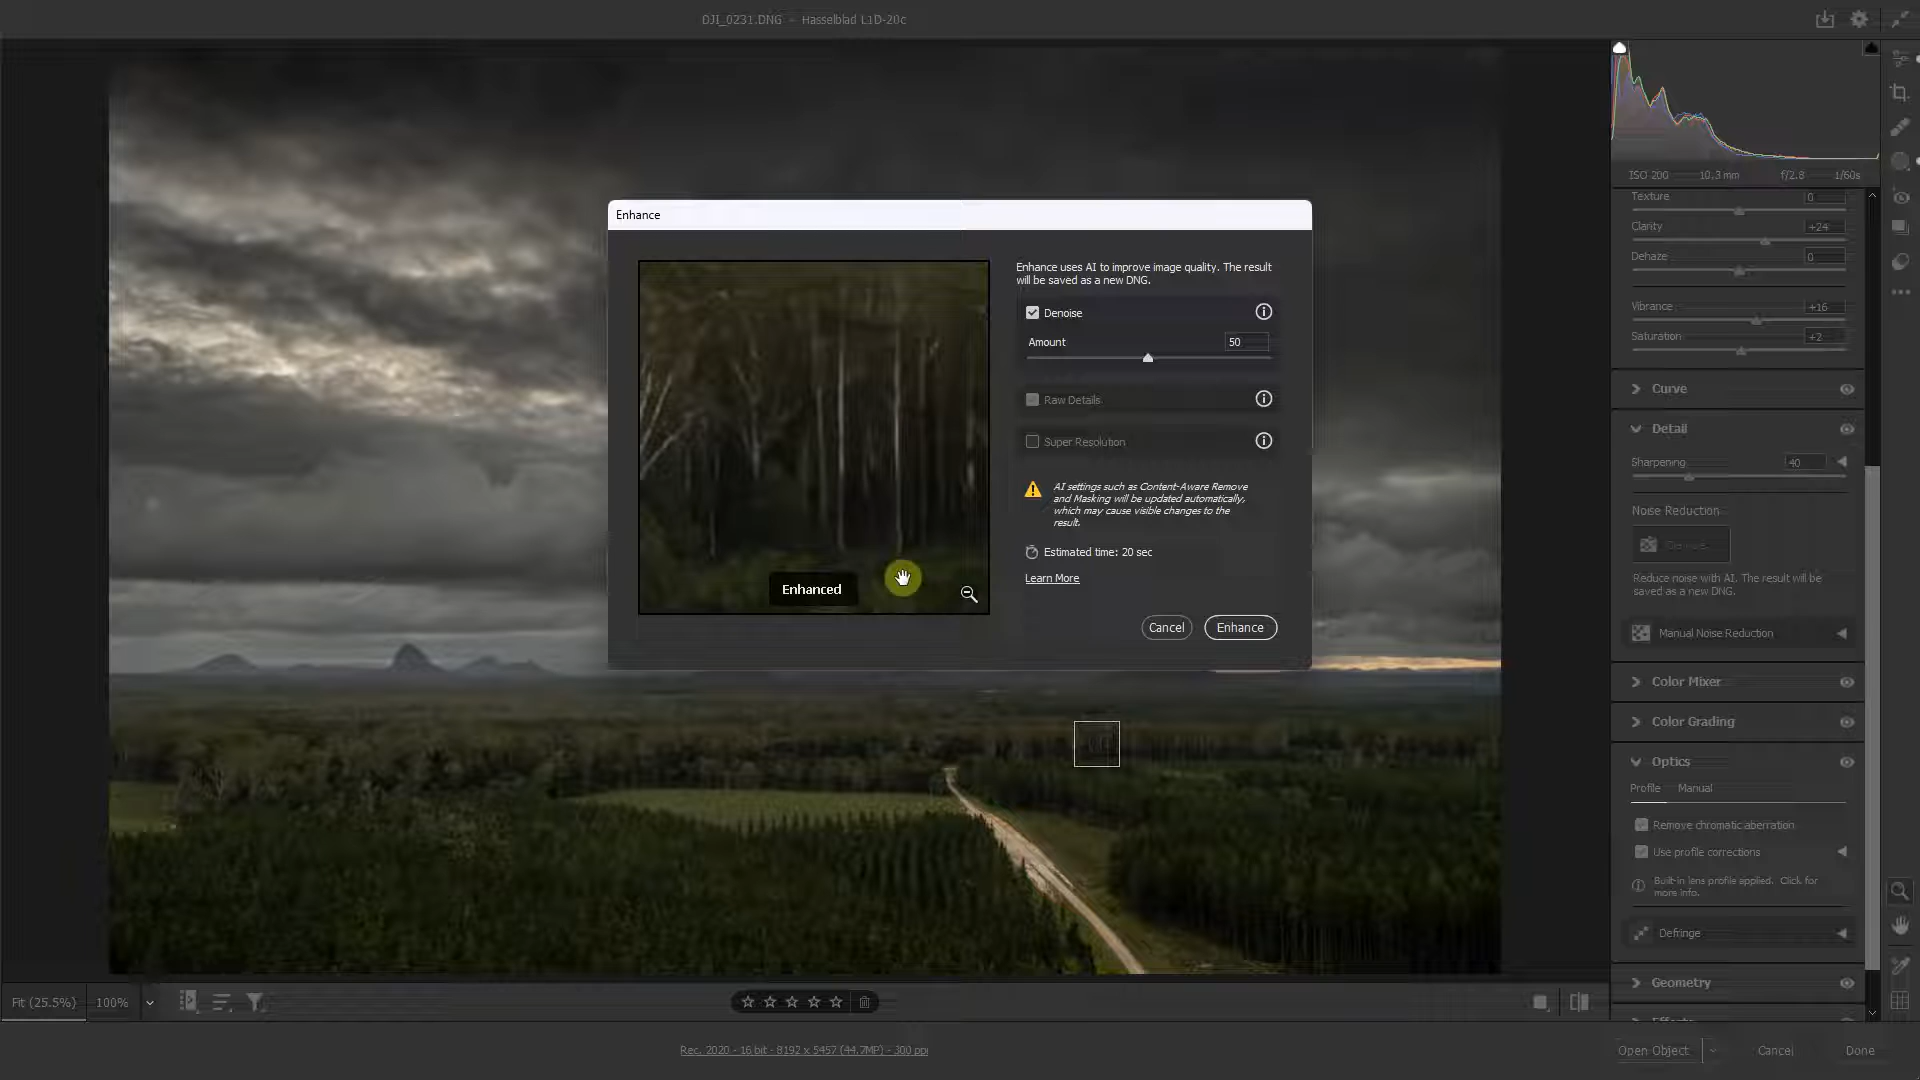 DJI_0231.DNG - Hasselblad L1D-20c
ISO 200 10.3 mm f/2.8 1/60s
Texture 0
Clarity +24
Dehaze 0
Vibrance +16
Saturation +2
Curve
Detail
Sharpening 40
Noise Reduction
Reduce noise with AI. The result will be
saved as a new DNG.
Manual Noise Reduction
Color Mixer
Color Grading
Optics
Profile Manual
Remove chromatic aberration
Use profile corrections
Built-in lens profile applied. Click for
more info.
Defringe
Geometry
Enhance
Enhance uses AI to improve image quality. The result
will be saved as a new DNG.
Denoise
Amount 50
Raw Details
Super Resolution
AI settings such as Content-Aware Remove
and Masking will be updated automatically,
which may cause visible changes to the
result.
Estimated time: 20 sec
Learn More
Cancel Enhance
Enhanced
Fit (25.5%) 100%
Rec. 2020 - 16 bit - 8192 x 5457 (44.7MP) - 300 ppi
Open Object Cancel Done